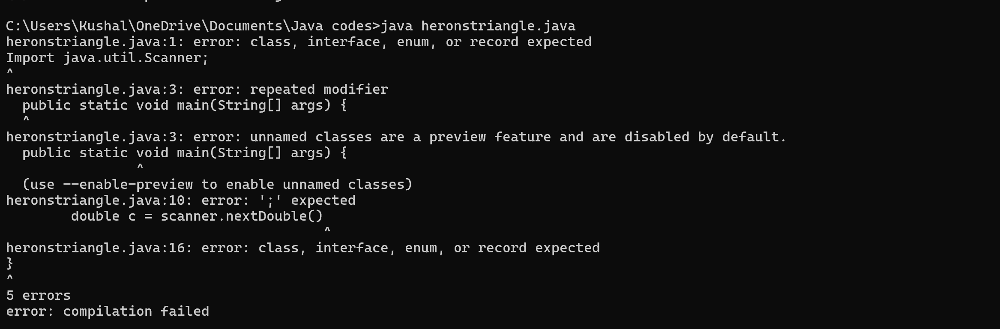 C:\Users\Kushal\OneDrive\Documents\Java codes>java heronstriangle.java
heronstriangle.java:1: error: class, interface, enum, or record expected
Import java.util.Scanner;
^
heronstriangle.java:3: error: repeated modifier
  public static void main(String[] args) {
  ^
heronstriangle.java:3: error: unnamed classes are a preview feature and are disabled by default.
  public static void main(String[] args) {
                ^
  (use --enable-preview to enable unnamed classes)
heronstriangle.java:10: error: ';' expected
        double c = scanner.nextDouble()
                                       ^
heronstriangle.java:16: error: class, interface, enum, or record expected
}
^
5 errors
error: compilation failed